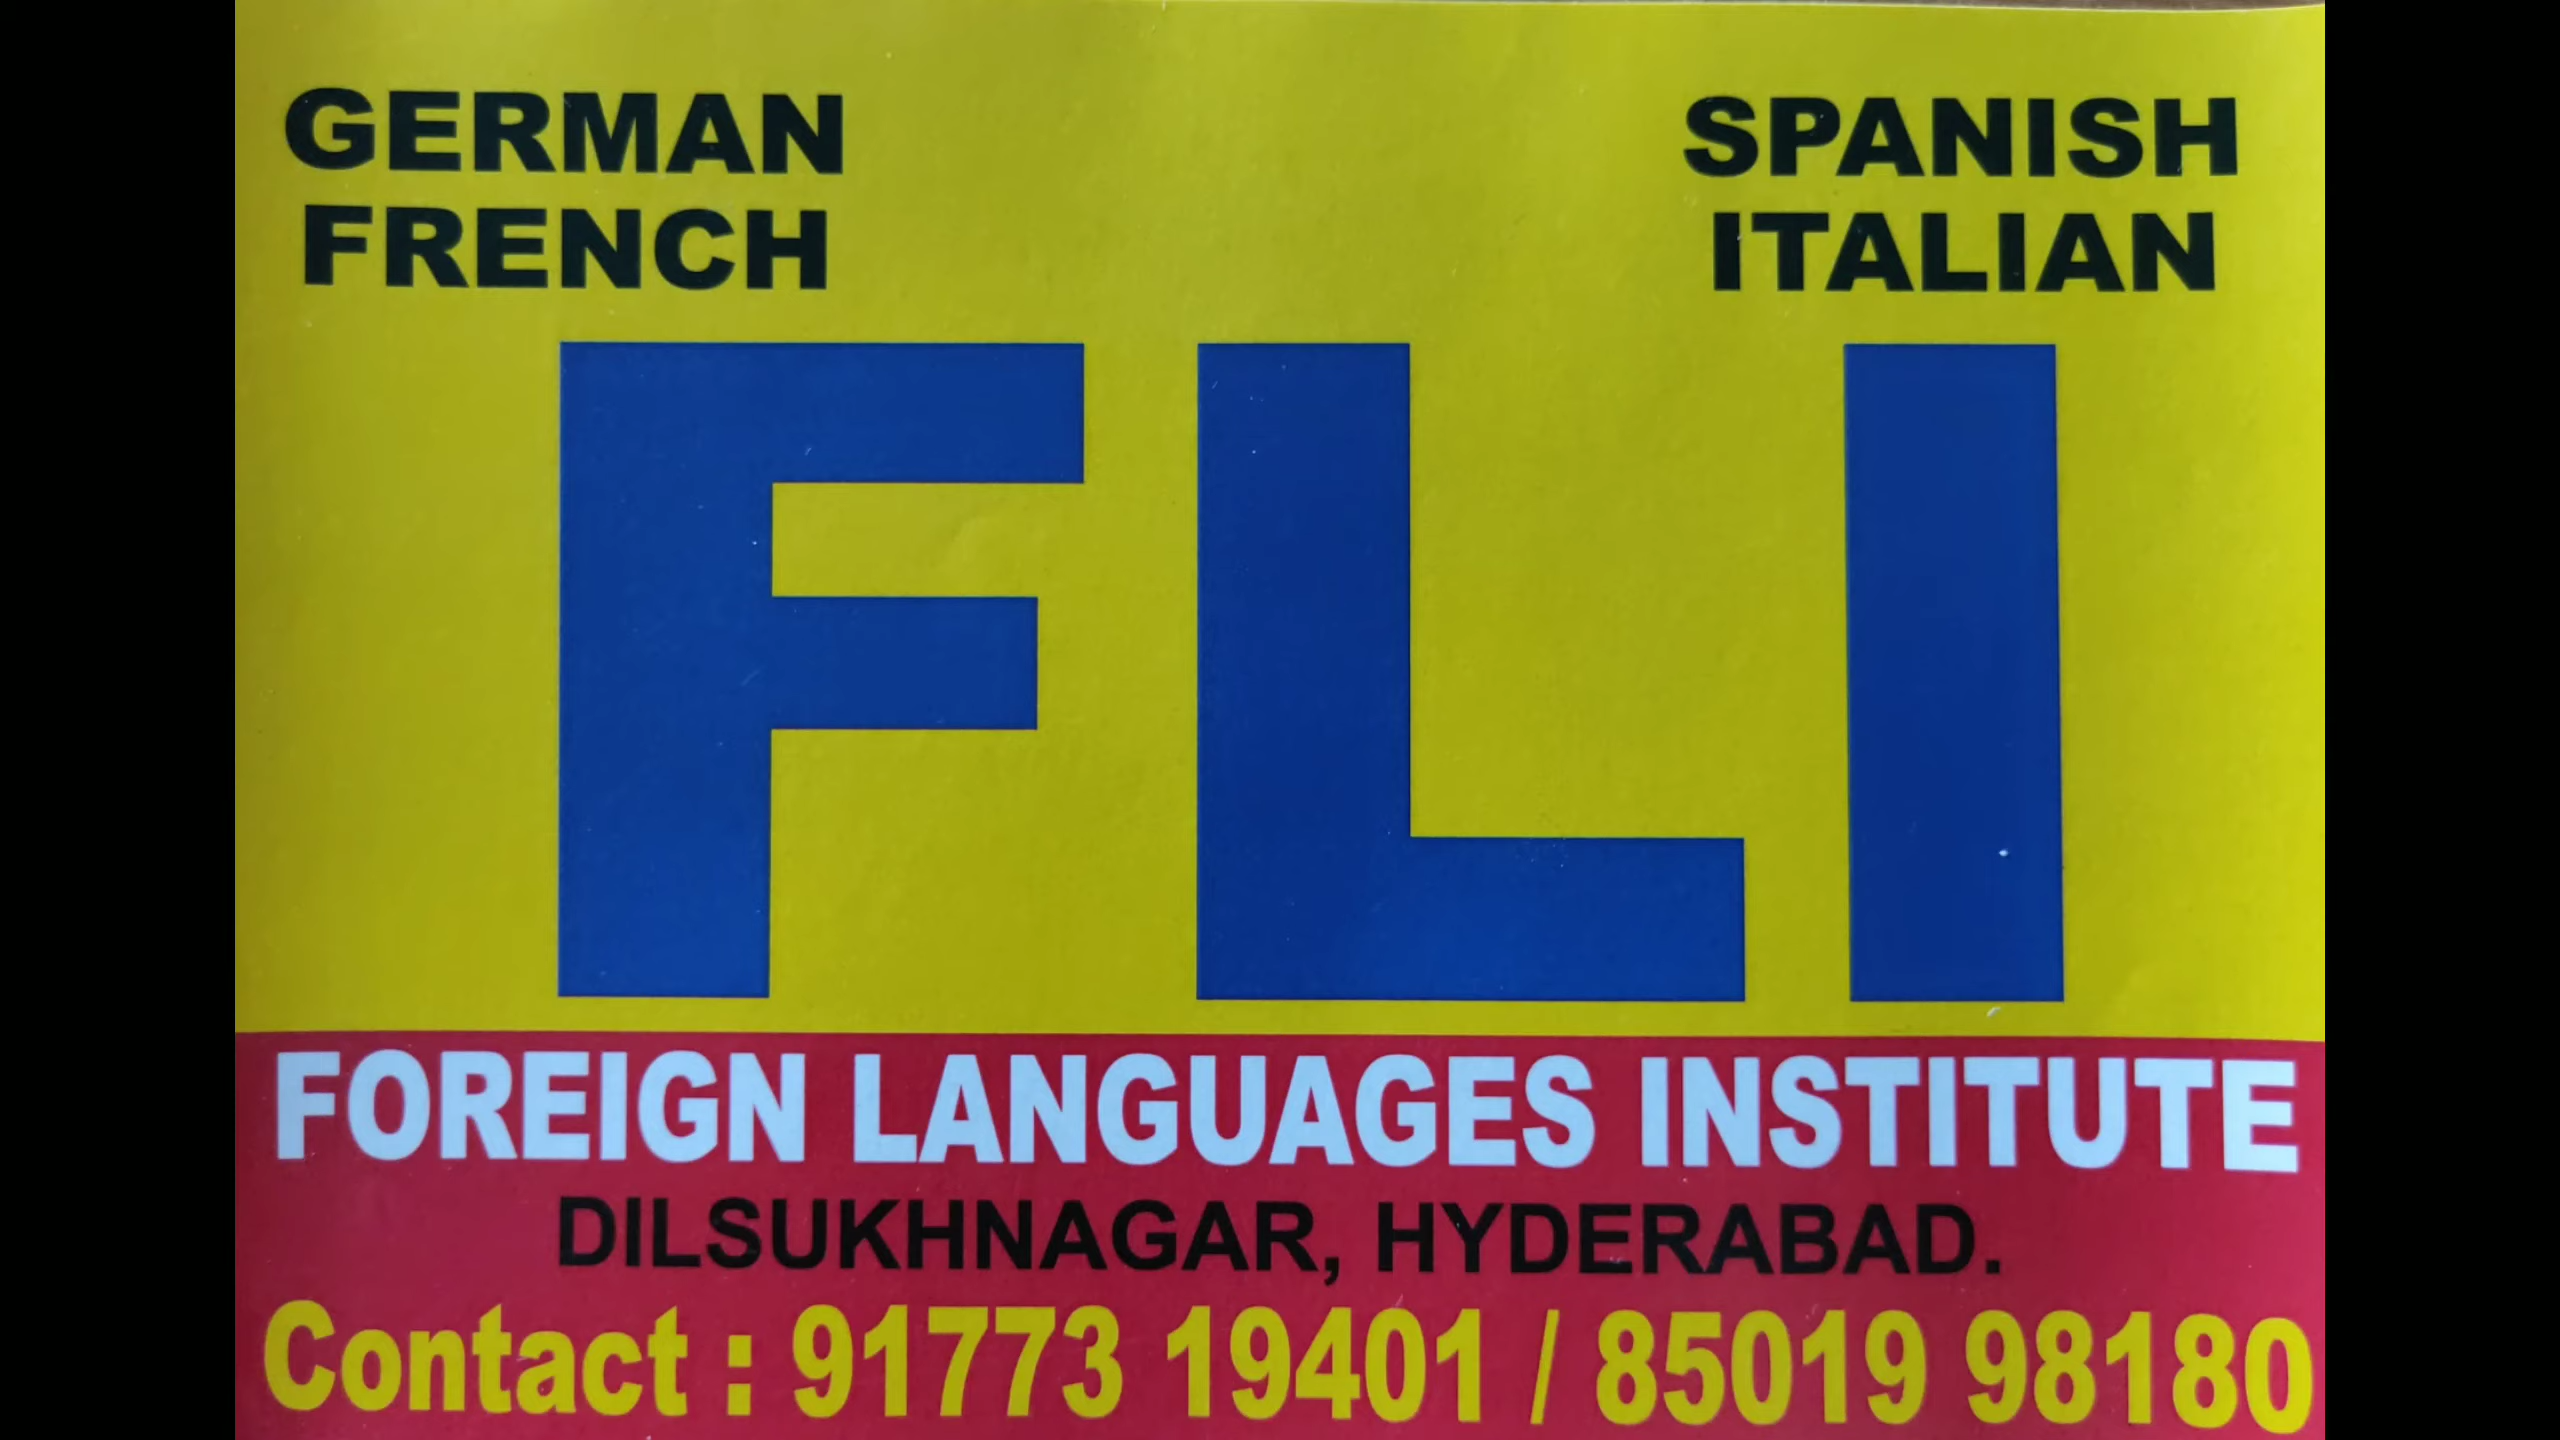 GERMAN
FRENCH
SPANISH
ITALIAN
FLI
FOREIGN LANGUAGES INSTITUTE
DILSUKHNAGAR, HYDERABAD.
Contact : 91773 19401 / 85019 98180